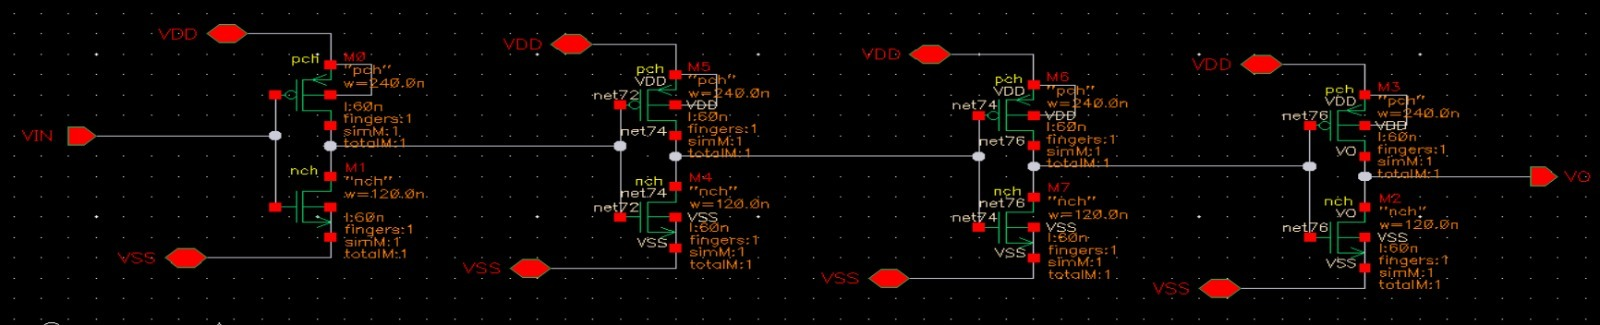 VDD
pch
M0
"pch"
w=240.0n
l:60n
fingers:1
simM:1
totalM:1
VIN
nch
M1
"nch"
w=120.0n
l:60n
fingers:1
simM:1
totalM:1
VSS
VDD
pch
VDD
M5
"pch"
w=240.0n
net72
VDD
l:60n
fingers:1
net74
simM:1
totalM:1
nch
net74
M4
"nch"
w=120.0n
net72
VSS
l:60n
fingers:1
VSS
simM:1
totalM:1
VSS
VDD
pch
VDD
M6
"pch"
w=240.0n
net74
VDD
l:60n
fingers:1
net76
simM:1
totalM:1
nch
net76
M7
"nch"
w=120.0n
net74
VSS
l:60n
fingers:1
VSS
simM:1
totalM:1
VSS
VDD
pch
VDD
M3
"pch"
w=240.0n
net76
VDD
l:60n
fingers:1
VO
simM:1
totalM:1
VO
nch
VO
M2
"nch"
w=120.0n
net76
VSS
l:60n
fingers:1
VSS
simM:1
totalM:1
VSS